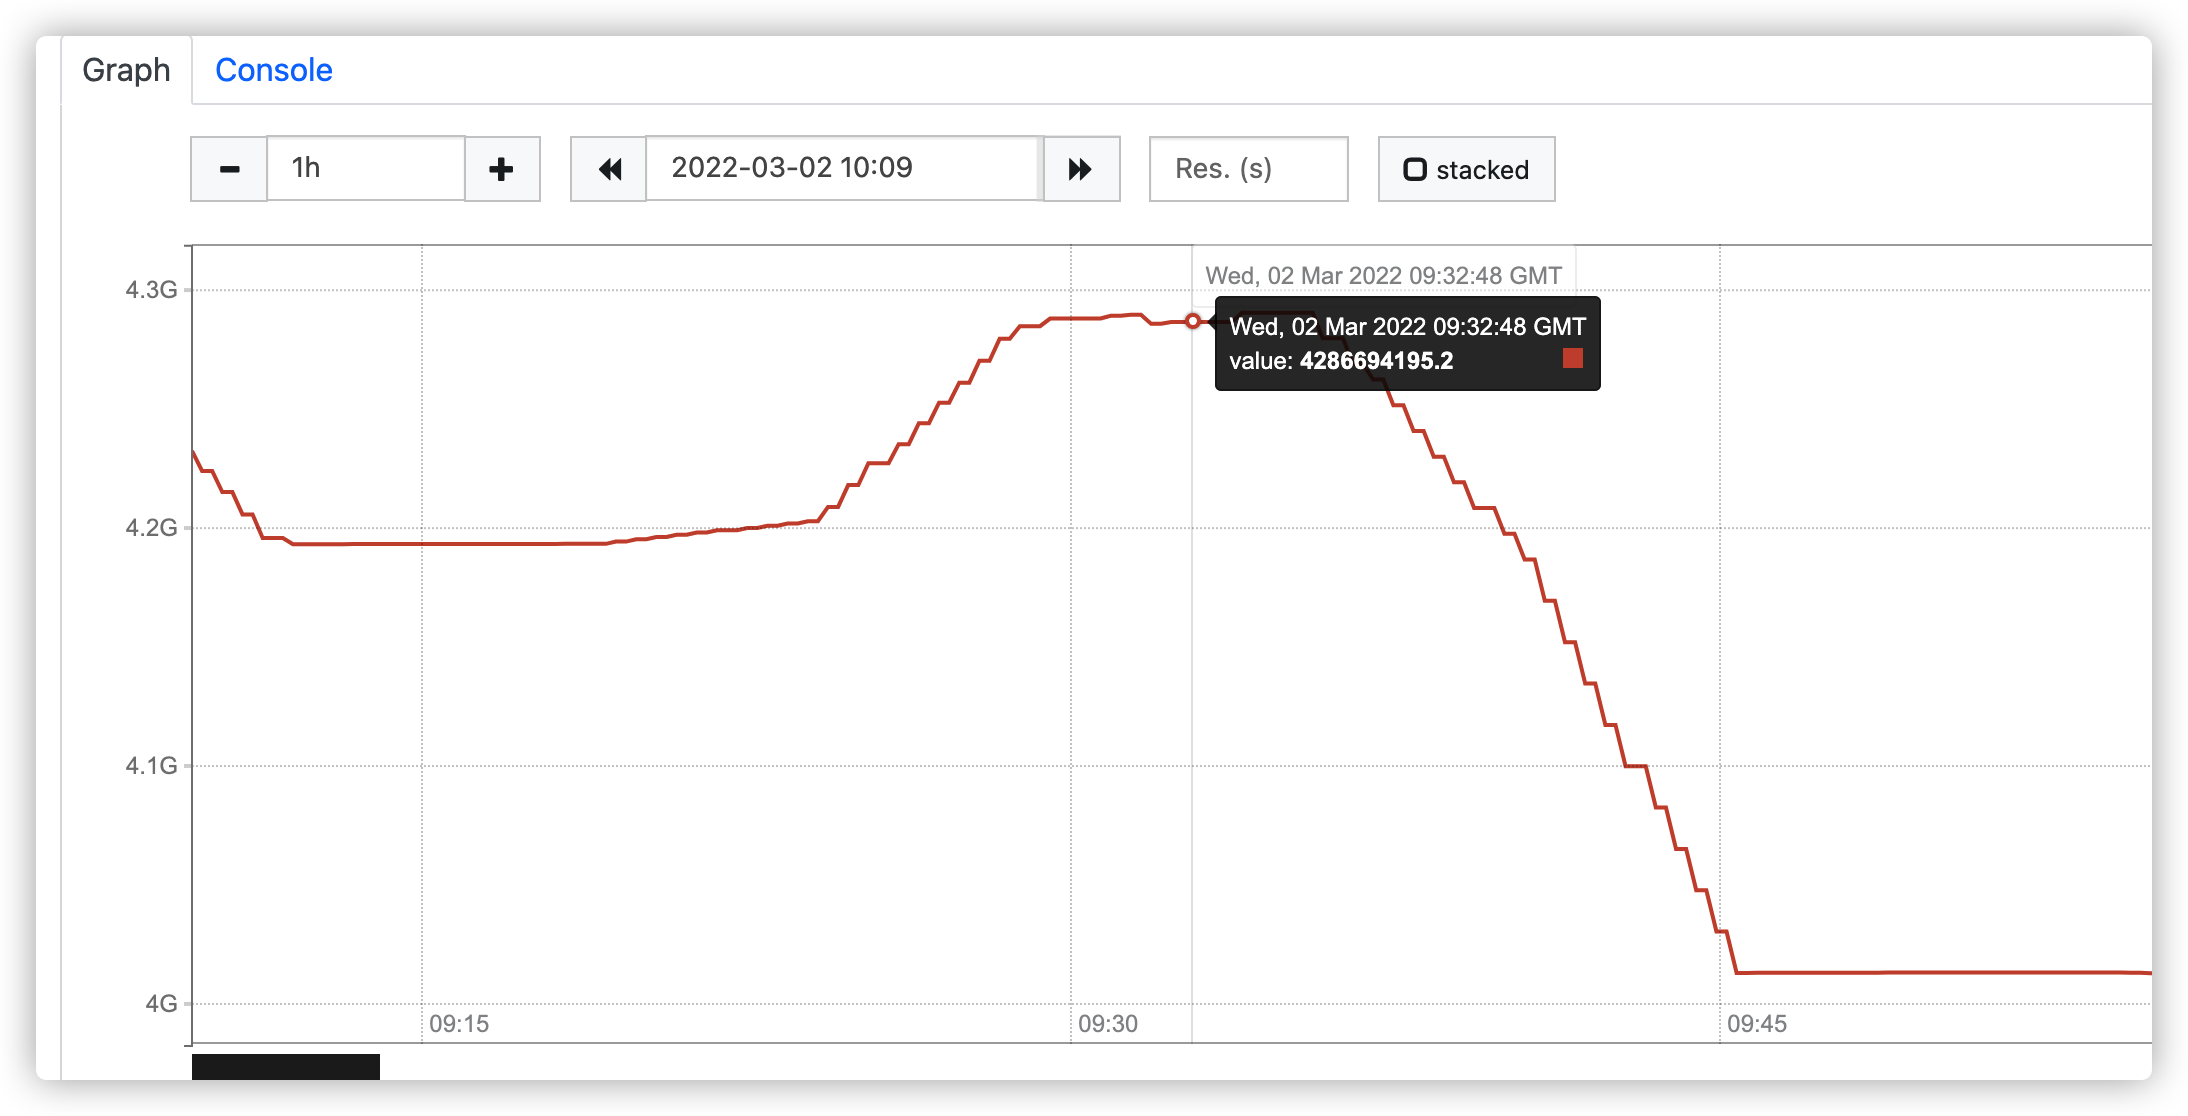 Graph Console
1h 2022-03-02 10:09 Res. (s) stacked
Wed, 02 Mar 2022 09:32:48 GMT
4.3G
Wed, 02 Mar 2022 09:32:48 GMT
value: 4286694195.2
4.2G
4.1G
4G
09:15 09:30 09:45